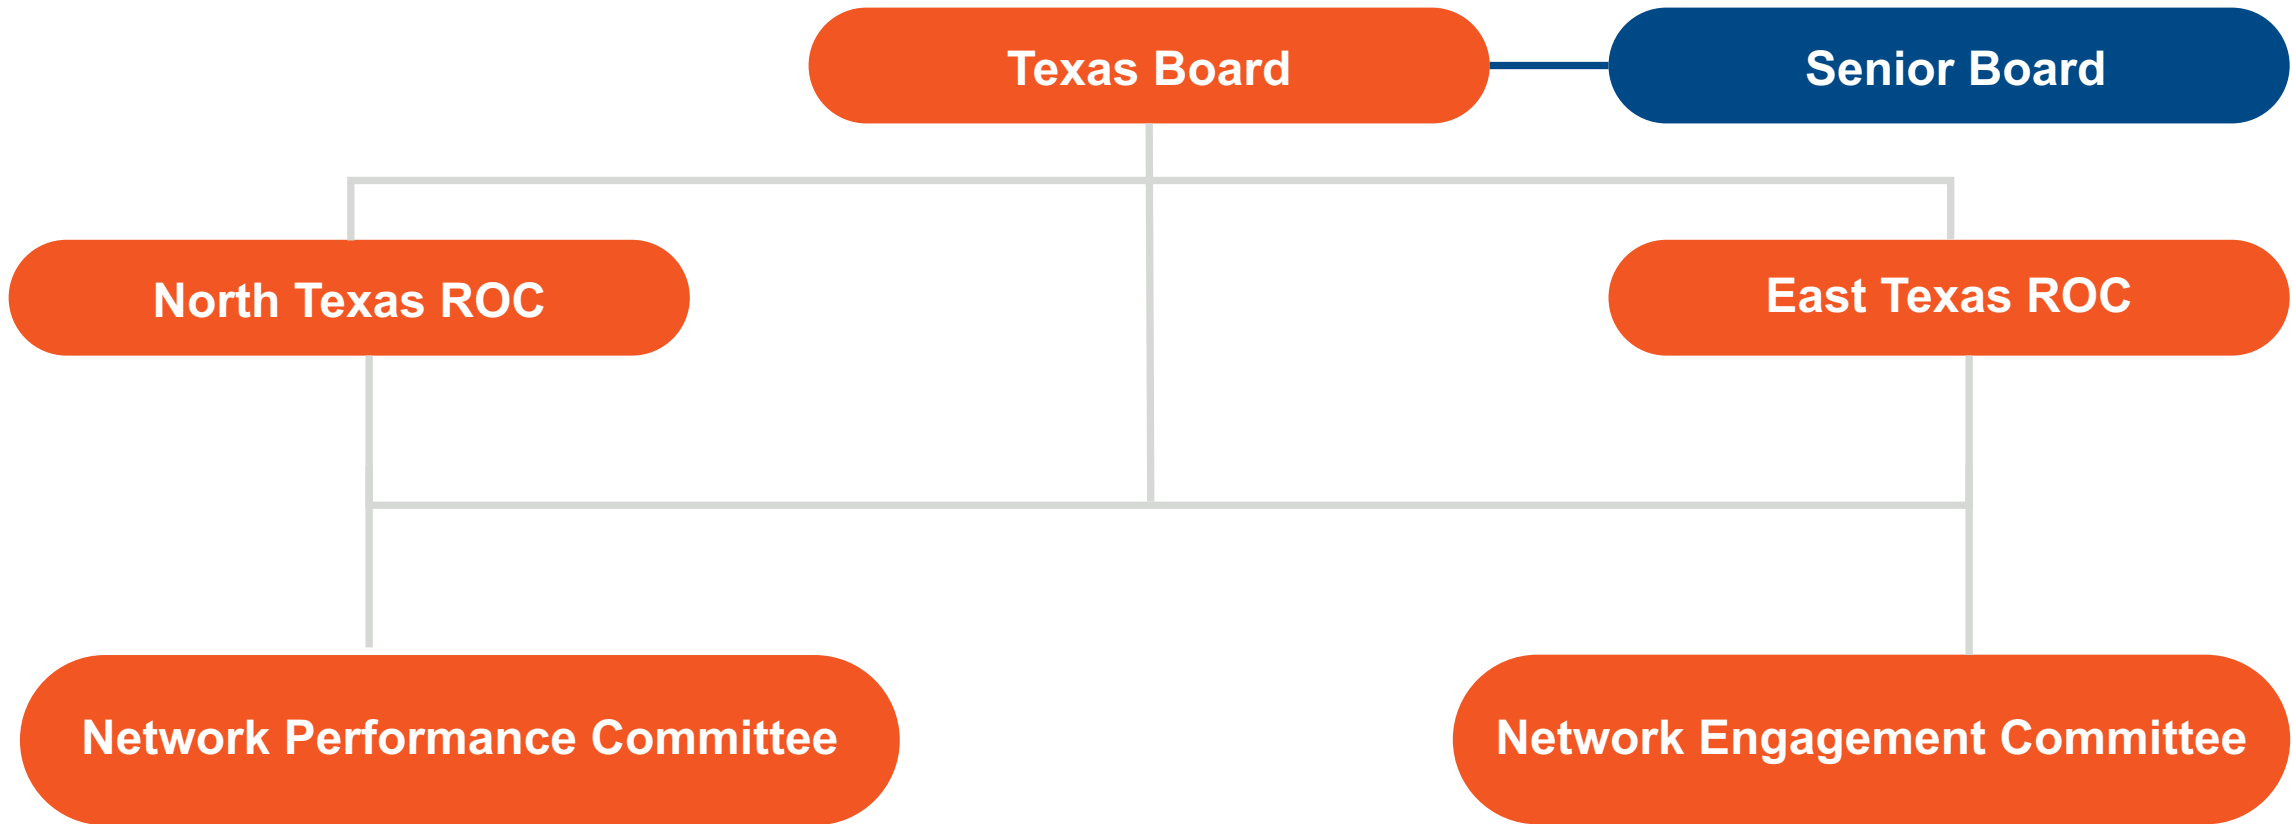 Texas Board
Senior Board
North Texas ROC
East Texas ROC
Network Performance Committee
Network Engagement Committee